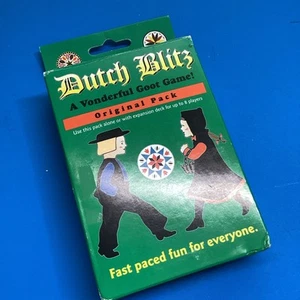 Dutch Blitz
A Vonderful Goot Game!
Original Pack
Use this pack alone or with expansion deck for up to 8 players
Fast paced fun for everyone.